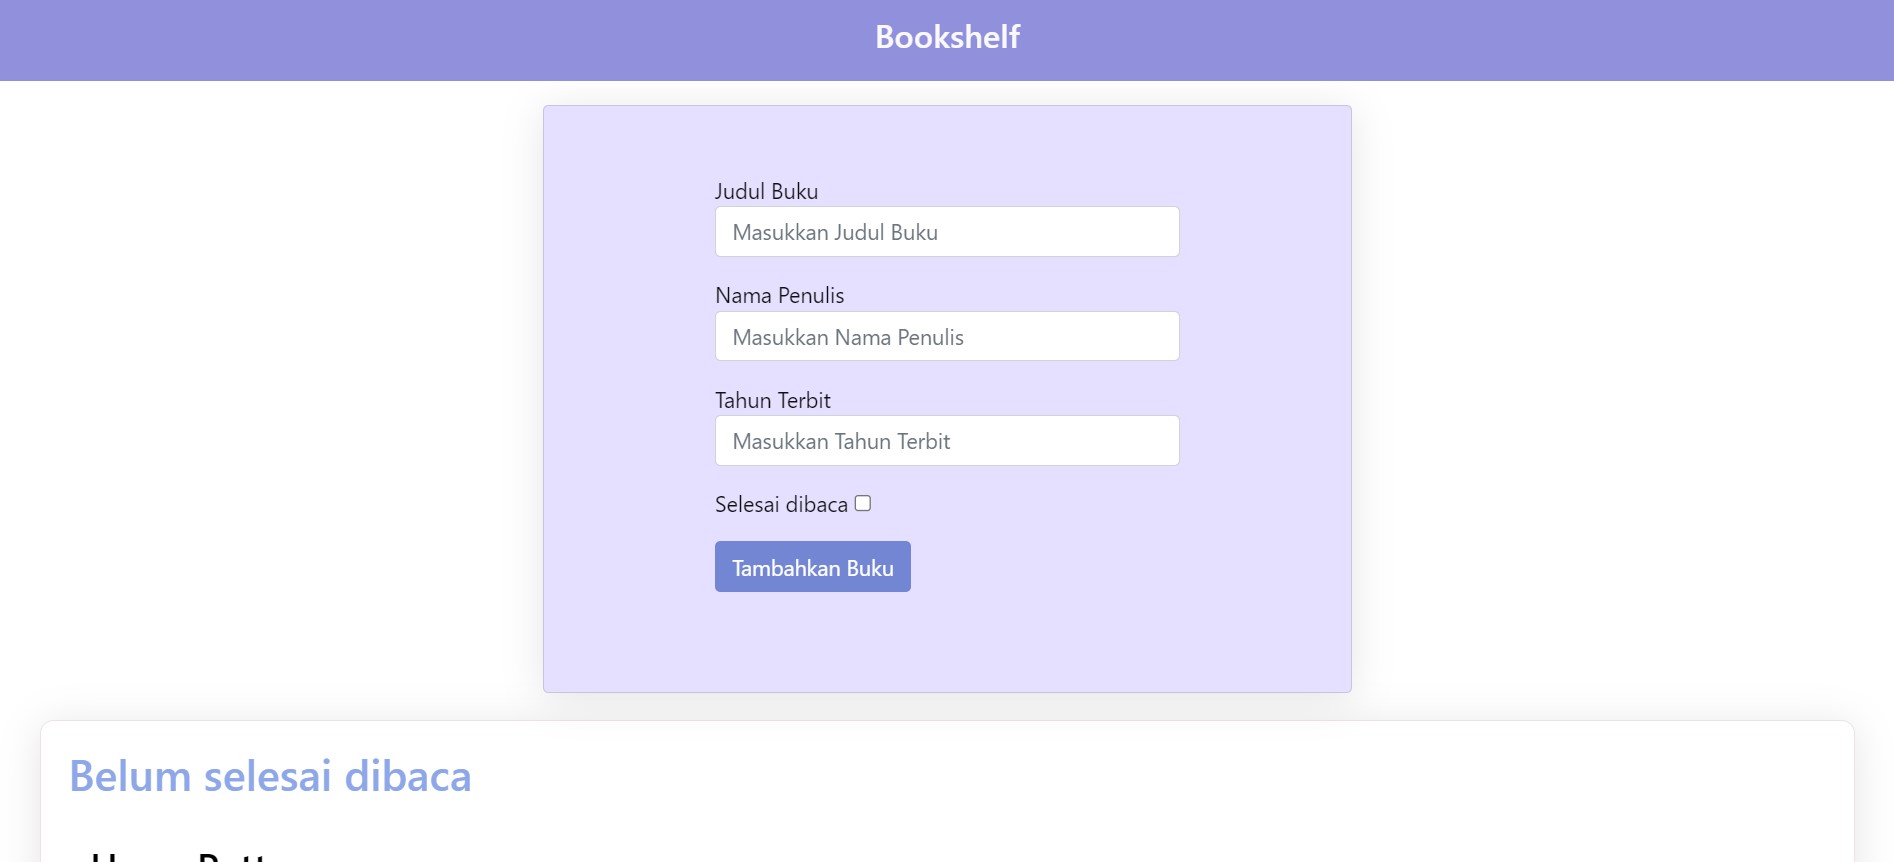 Bookshelf
Judul Buku
Masukkan Judul Buku
Nama Penulis
Masukkan Nama Penulis
Tahun Terbit
Masukkan Tahun Terbit
Selesai dibaca
Tambahkan Buku
Belum selesai dibaca